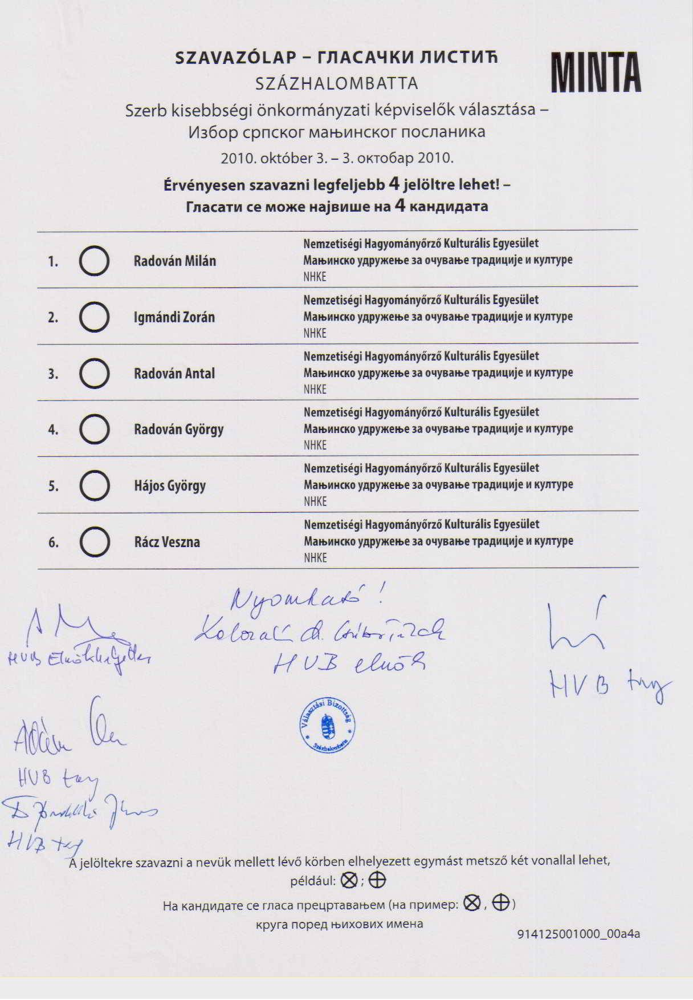 SZAVAZÓLAP – ГЛАСАЧКИ ЛИСТИЋ
MINTA
SZÁZHALOMBATTA
Szerb kisebbségi önkormányzati képviselők választása –
Избор српског мањинског посланика
2010. október 3. – 3. октобар 2010.
Érvényesen szavazni legfeljebb 4 jelöltre lehet! –
Гласати се може највише на 4 кандидата
1. Radován Milán
Nemzetiségi Hagyományőrző Kulturális Egyesület
Мањинско удружење за очување традиције и културе
NHKE
2. Igmándi Zorán
Nemzetiségi Hagyományőrző Kulturális Egyesület
Мањинско удружење за очување традиције и културе
NHKE
3. Radován Antal
Nemzetiségi Hagyományőrző Kulturális Egyesület
Мањинско удружење за очување традиције и културе
NHKE
4. Radován György
Nemzetiségi Hagyományőrző Kulturális Egyesület
Мањинско удружење за очување традиције и културе
NHKE
5. Hájos György
Nemzetiségi Hagyományőrző Kulturális Egyesület
Мањинско удружење за очување традиције и културе
NHKE
6. Rácz Veszna
Nemzetiségi Hagyományőrző Kulturális Egyesület
Мањинско удружење за очување традиције и културе
NHKE
Nyomható!
HVB elnök
HVB Elnökhelyettes
HVB tag
Választási Bizottság
Százhalombatta
Ádám
HVB tag
János
HVB tag
A jelöltekre szavazni a nevük mellett lévő körben elhelyezett egymást metsző két vonallal lehet,
például: ;
На кандидате се гласа прецртавањем (на пример: , )
круга поред њихових имена
914125001000_00a4a